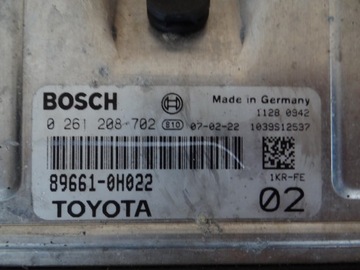 BOSCH
Made in Germany
1128 0942
0 261 208-702 S10 07-02-22 1039S12537
89661-0H022
1KR-FE
TOYOTA
02